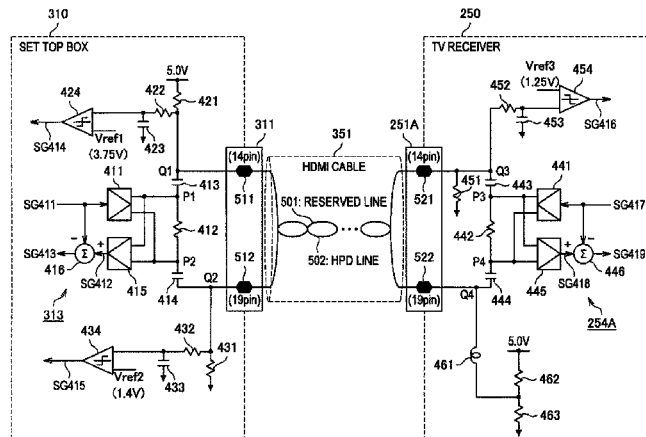 310
SET TOP BOX
250
TV RECEIVER
424
422
5.0V
421
Vref1
(3.75V)
423
SG414
411
Q1
413
P1
SG411
412
SG413
P2
416
SG412
415
414
Q2
313
434
432
431
Vref2
(1.4V)
433
SG415
311
(14pin)
511
512
(19pin)
351
HDMI CABLE
501: RESERVED LINE
502: HPD LINE
251A
(14pin)
521
522
(19pin)
451
452
Vref3
(1.25V)
454
453
SG416
Q3
443
441
P3
SG417
442
P4
SG419
SG418
446
Q4
444
445
254A
461
5.0V
462
463
Σ
Σ
+
−
+
−